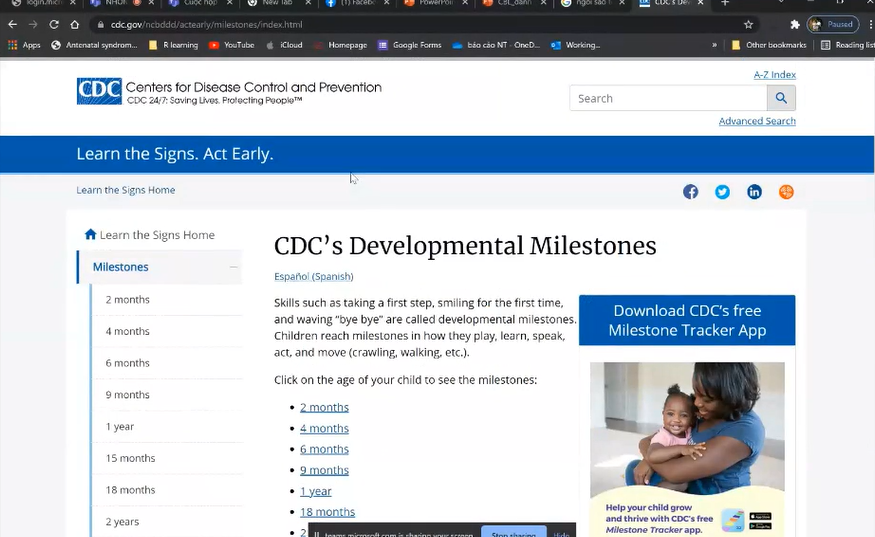 login.micr
NHÓM
Cuộc họp
New Tab
Facebo
PowerPoi
CBL_danh
CDC's Dev
cdc.gov/ncbddd/actearly/milestones/index.html
Paused
Apps
Antenatal screenin...
R learning
YouTube
iCloud
Homepage
Google Forms
báo cáo NT - OneD...
Working...
»
Other bookmarks
Reading list
CDC
Centers for Disease Control and Prevention
CDC 24/7: Saving Lives. Protecting People™
A-Z Index
Search
Advanced Search
Learn the Signs. Act Early.
Learn the Signs Home
Learn the Signs Home
Milestones
2 months
4 months
6 months
9 months
1 year
15 months
18 months
2 years
CDC's Developmental Milestones
Español (Spanish)
Skills such as taking a first step, smiling for the first time,
and waving “bye bye” are called developmental milestones.
Children reach milestones in how they play, learn, speak,
act, and move (crawling, walking, etc.).
Click on the age of your child to see the milestones:
• 2 months
• 4 months
• 6 months
• 9 months
• 1 year
• 18 months
• 2
Download CDC's free
Milestone Tracker App
Help your child grow
and thrive with CDC's free
Milestone Tracker app.
teams.microsoft.com is sharing your screen.
Stop sharing
Hide